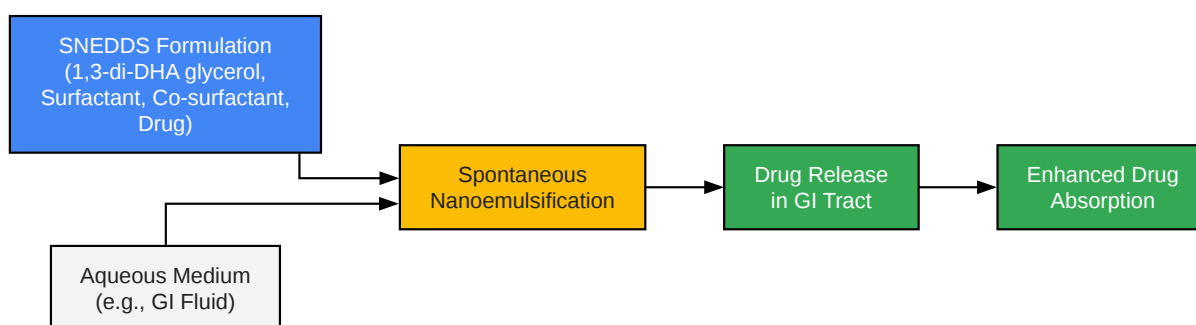 SNEDDS Formulation
(1,3-di-DHA glycerol,
Surfactant, Co-surfactant,
Drug)
Spontaneous
Nanoemulsification
Drug Release
in GI Tract
Enhanced Drug
Absorption
Aqueous Medium
(e.g., GI Fluid)